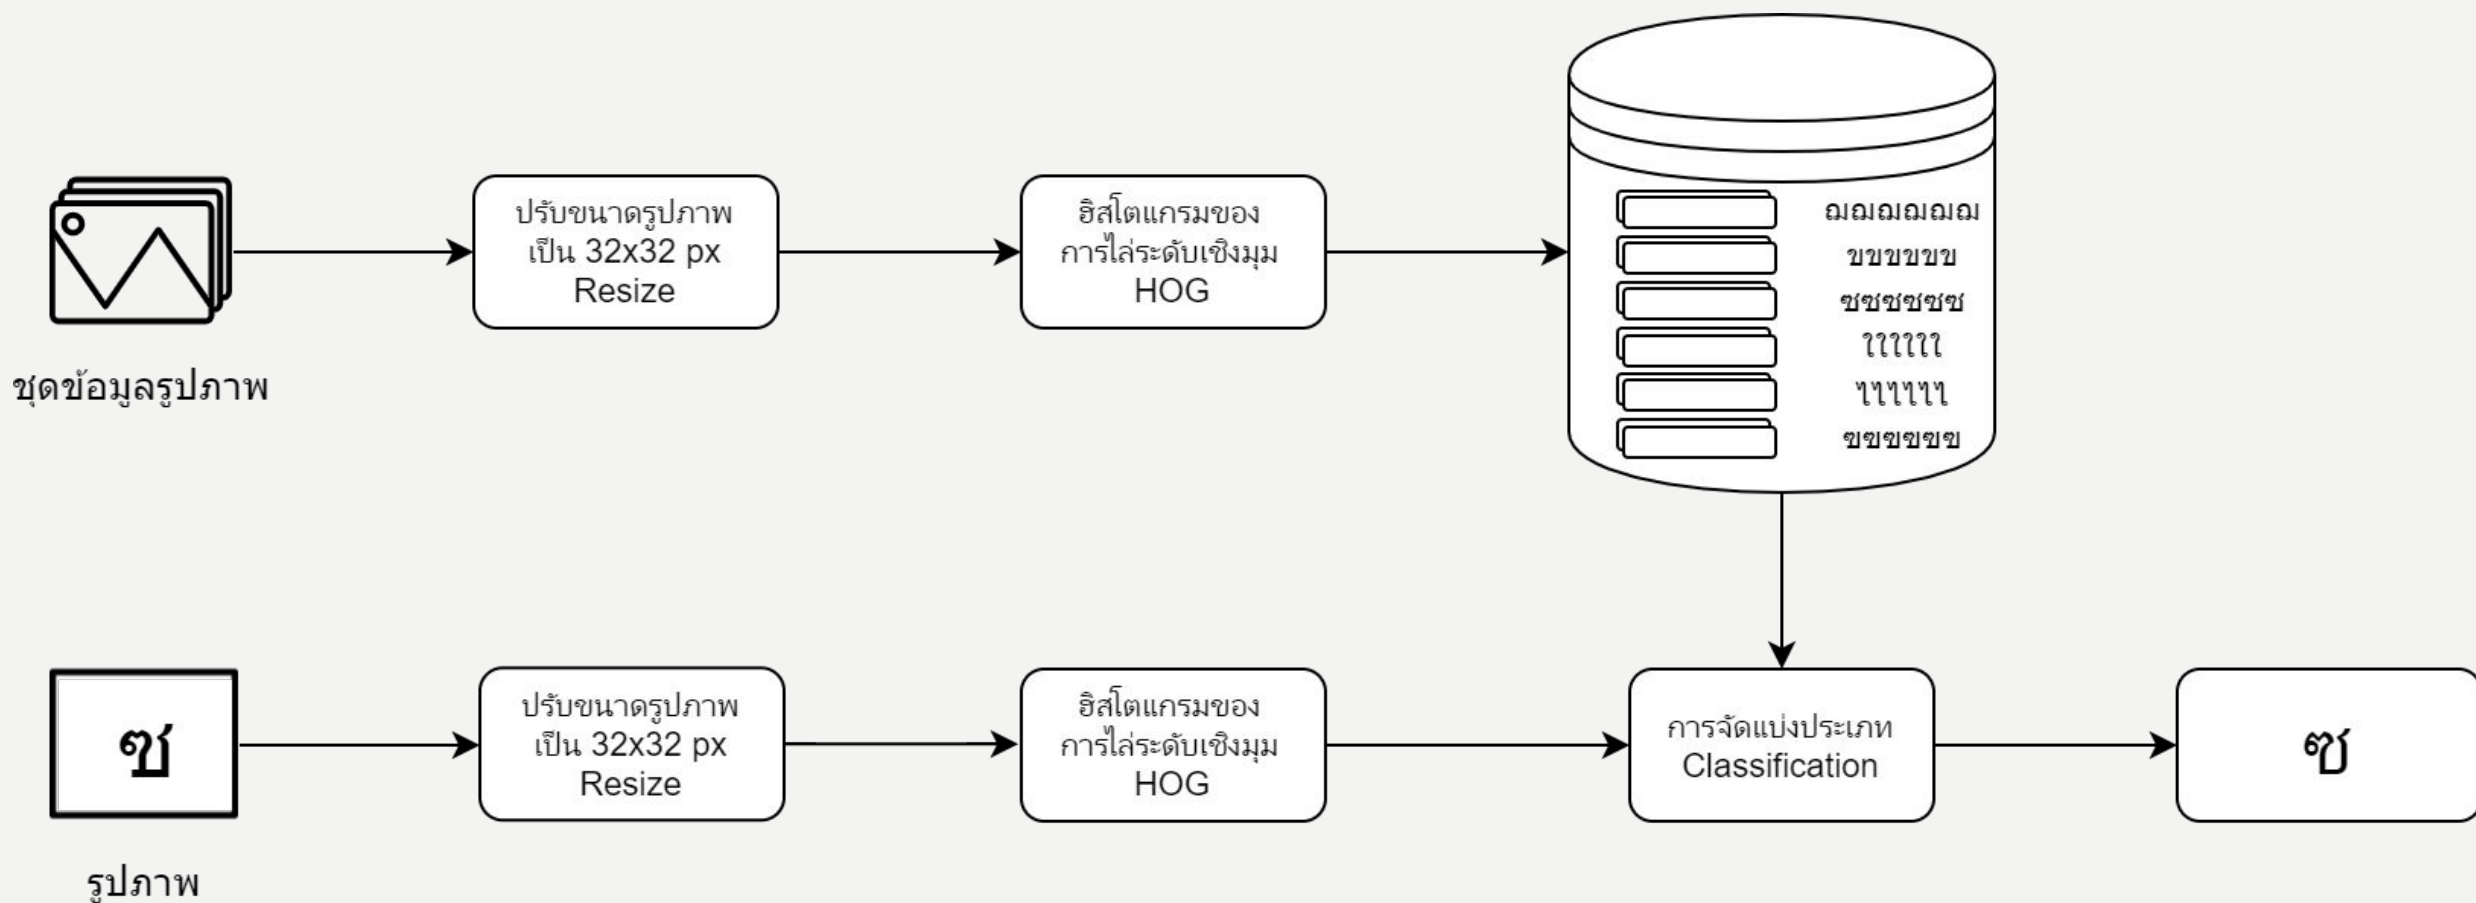 ชุดข้อมูลรูปภาพ
ปรับขนาดรูปภาพ
เป็น 32x32 px
Resize
ฮิสโตแกรมของ
การไล่ระดับเชิงมุม
HOG
ฌฌฌฌฌฌ
ขขขขขข
ซซซซซซ
ใใใใใใ
ไไไไไไ
ฃฃฃฃฃฃ
ซ
รูปภาพ
ปรับขนาดรูปภาพ
เป็น 32x32 px
Resize
ฮิสโตแกรมของ
การไล่ระดับเชิงมุม
HOG
การจัดแบ่งประเภท
Classification
ซ